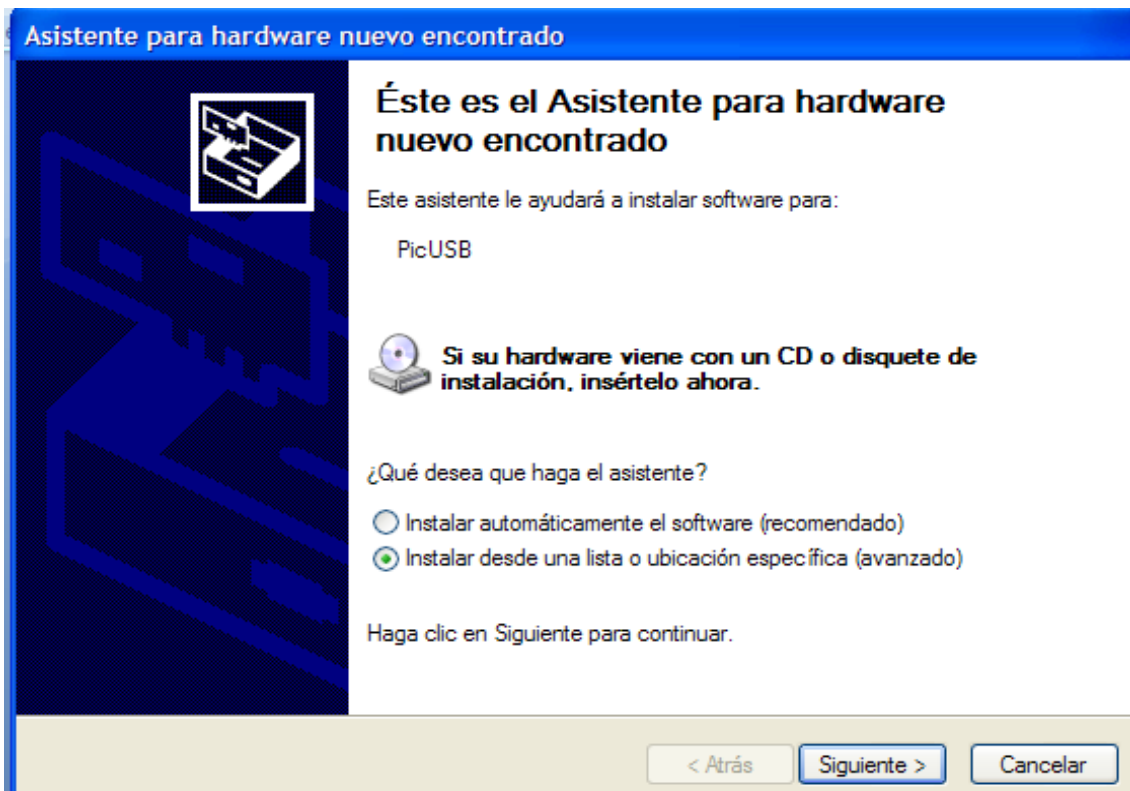 Asistente para hardware nuevo encontrado
Éste es el Asistente para hardware
nuevo encontrado
Este asistente le ayudará a instalar software para:
PicUSB
Si su hardware viene con un CD o disquete de
instalación, insértelo ahora.
¿Qué desea que haga el asistente?
Instalar automáticamente el software (recomendado)
Instalar desde una lista o ubicación específica (avanzado)
Haga clic en Siguiente para continuar.
< Atrás
Siguiente >
Cancelar